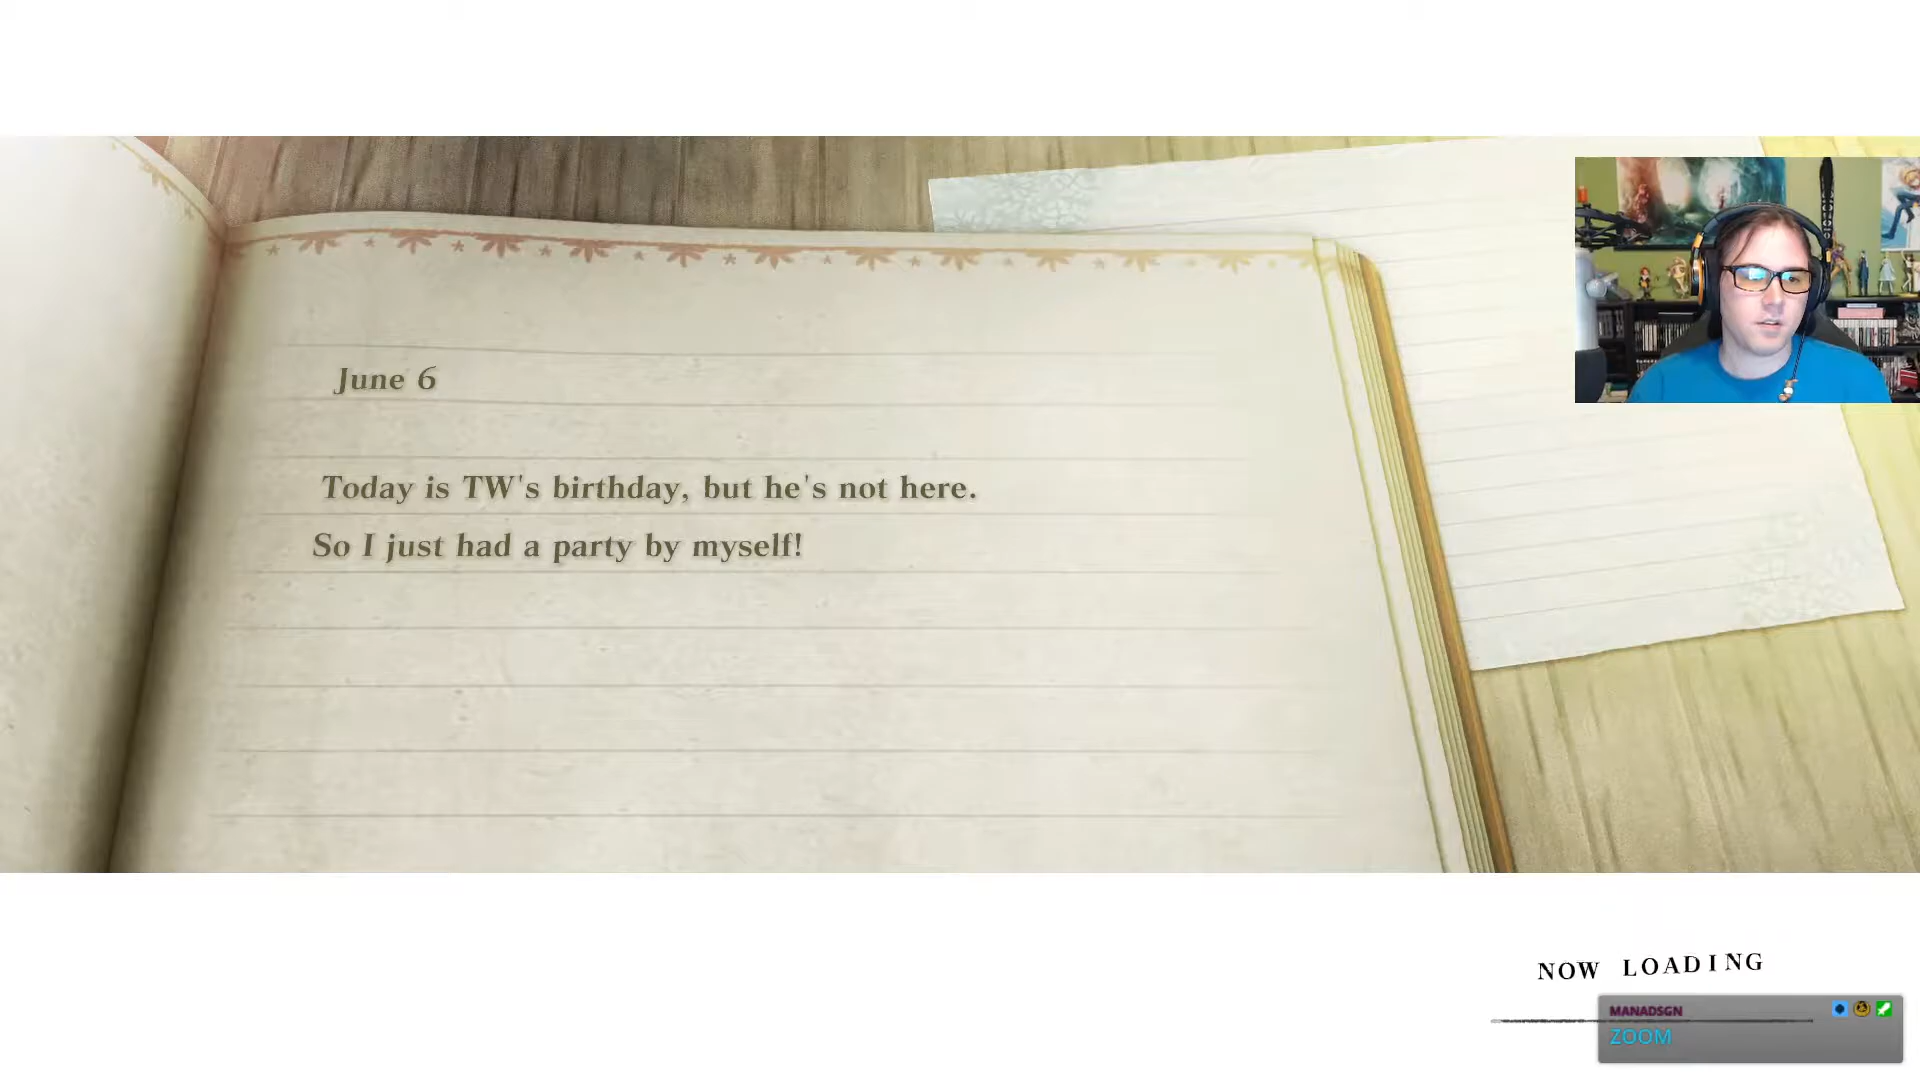 June 6
Today is TW's birthday, but he's not here.
So I just had a party by myself!
NOW LOADING
MANADSGN
ZOOM